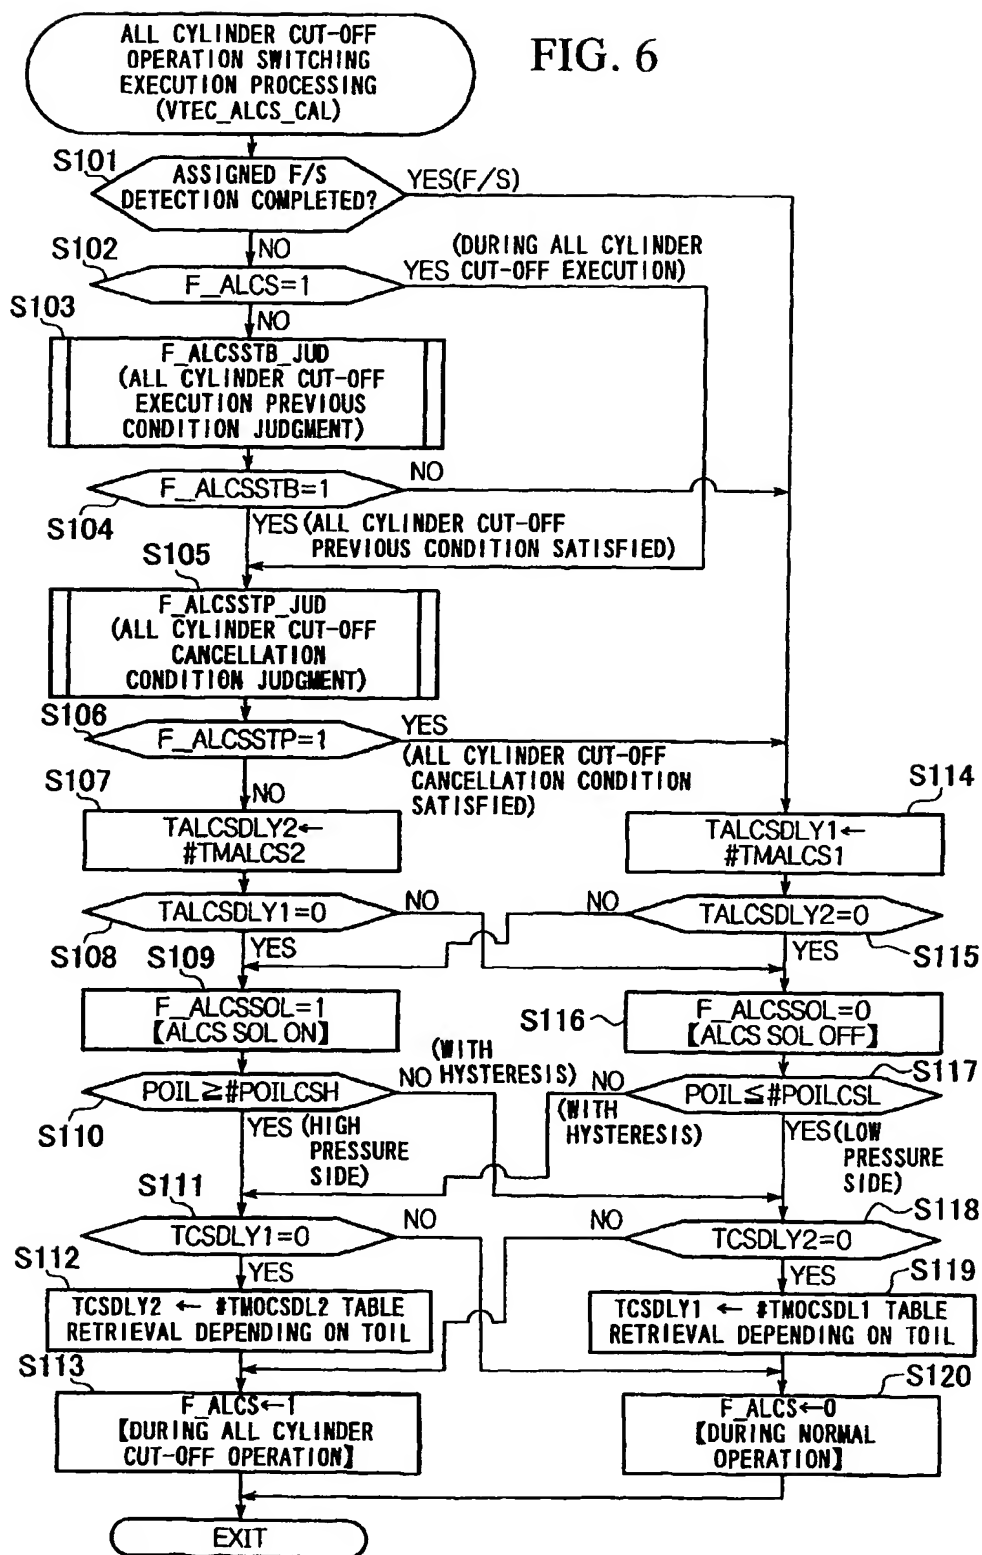 FIG. 6
ALL CYLINDER CUT-OFF
OPERATION SWITCHING
EXECUTION PROCESSING
(VTEC_ALCS_CAL)
S101
ASSIGNED F/S
DETECTION COMPLETED?
YES(F/S)
NO
S102
F_ALCS=1
(DURING ALL CYLINDER
YES CUT-OFF EXECUTION)
NO
S103
F_ALCSSTB_JUD
(ALL CYLINDER CUT-OFF
EXECUTION PREVIOUS
CONDITION JUDGMENT)
F_ALCSSTB=1
NO
S104
YES (ALL CYLINDER CUT-OFF
PREVIOUS CONDITION SATISFIED)
S105
F_ALCSSTP_JUD
(ALL CYLINDER CUT-OFF
CANCELLATION
CONDITION JUDGMENT)
S106
F_ALCSSTP=1
YES
(ALL CYLINDER CUT-OFF
CANCELLATION CONDITION
SATISFIED)
NO
S107
TALCSDLY2←
#TMALCS2
S114
TALCSDLY1←
#TMALCS1
TALCSDLY1=0
NO
NO
TALCSDLY2=0
S108
YES
YES
S115
S109
F_ALCSSOL=1
【ALCS SOL ON】
S116
F_ALCSSOL=0
【ALCS SOL OFF】
POIL≧#POILCSH
S110
NO
(WITH
HYSTERESIS)
NO
(WITH
HYSTERESIS)
POIL≦#POILCSL
S117
YES (HIGH
PRESSURE
SIDE)
YES(LOW
PRESSURE
SIDE)
S111
TCSDLY1=0
NO
NO
TCSDLY2=0
S118
YES
YES
S112
TCSDLY2 ← #TMOCSDL2 TABLE
RETRIEVAL DEPENDING ON TOIL
S119
TCSDLY1 ← #TMOCSDL1 TABLE
RETRIEVAL DEPENDING ON TOIL
S113
F_ALCS←1
【DURING ALL CYLINDER
CUT-OFF OPERATION】
S120
F_ALCS←0
【DURING NORMAL
OPERATION】
EXIT